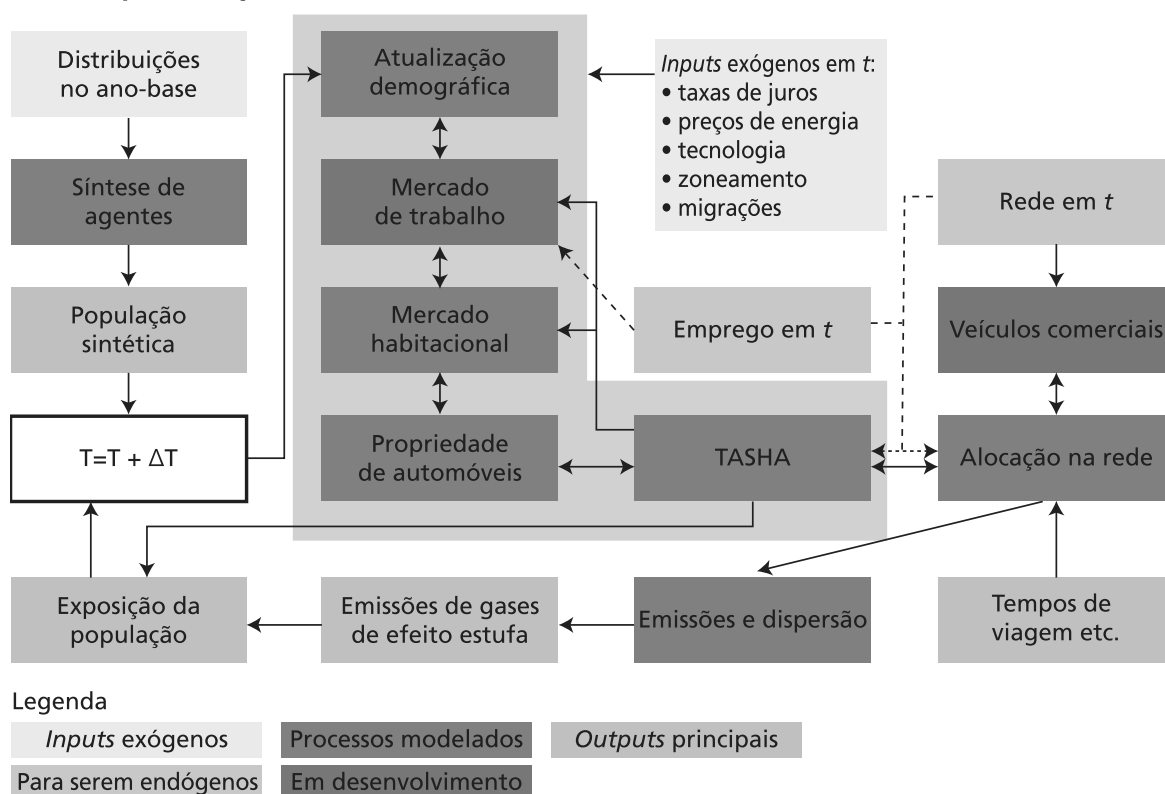 Distribuições
no ano-base
Síntese de
agentes
População
sintética
T=T + ΔT
Exposição da
população
Atualização
demográfica
Mercado
de trabalho
Mercado
habitacional
Propriedade
de automóveis
Emissões de gases
de efeito estufa
Inputs exógenos em t:
• taxas de juros
• preços de energia
• tecnologia
• zoneamento
• migrações
Emprego em t
TASHA
Emissões e dispersão
Rede em t
Veículos comerciais
Alocação na rede
Tempos de
viagem etc.
Legenda
Inputs exógenos
Processos modelados
Outputs principais
Para serem endógenos
Em desenvolvimento